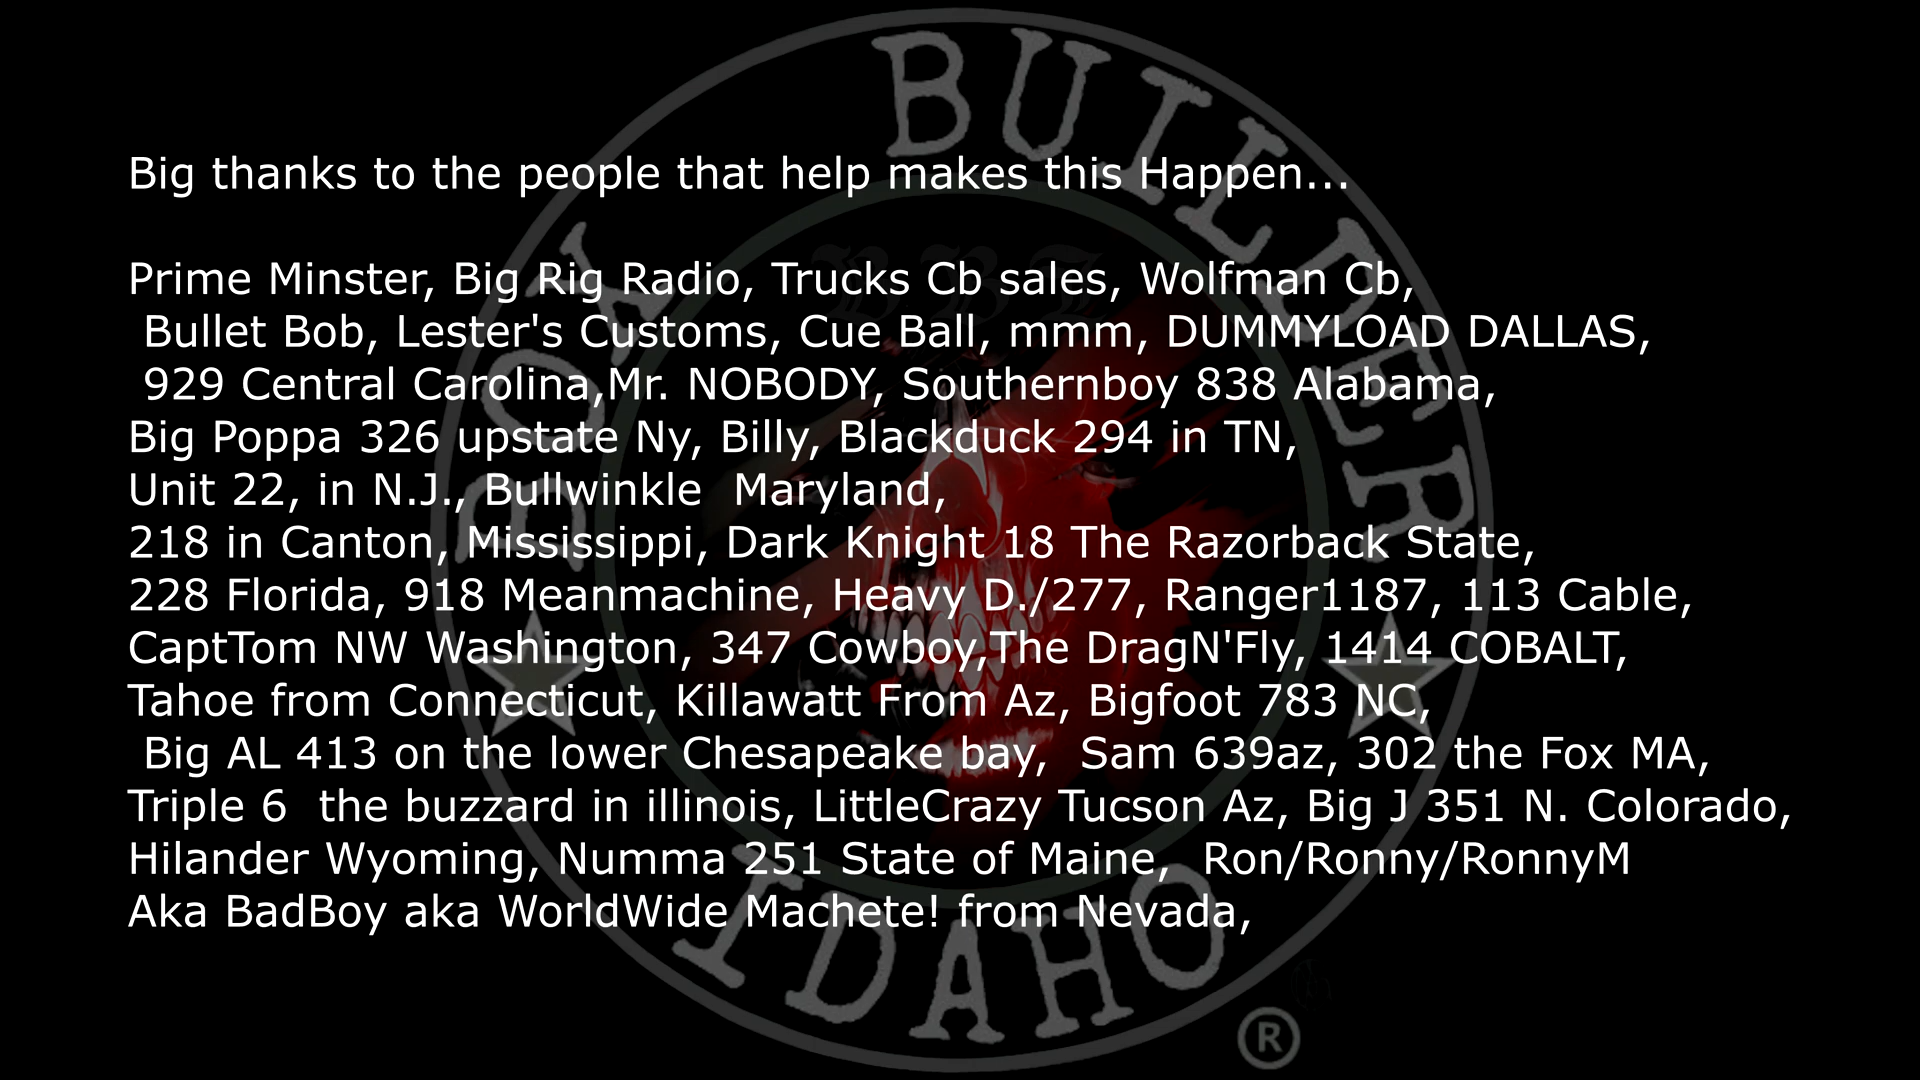 BOX BUILDER
BBI
Big thanks to the people that help makes this Happen...
Prime Minster, Big Rig Radio, Trucks Cb sales, Wolfman Cb,
Bullet Bob, Lester's Customs, Cue Ball, mmm, DUMMYLOAD DALLAS,
929 Central Carolina,Mr. NOBODY, Southernboy 838 Alabama,
Big Poppa 326 upstate Ny, Billy, Blackduck 294 in TN,
Unit 22, in N.J., Bullwinkle  Maryland,
218 in Canton, Mississippi, Dark Knight 18 The Razorback State,
228 Florida, 918 Meanmachine, Heavy D./277, Ranger1187, 113 Cable,
CaptTom NW Washington, 347 Cowboy,The DragN'Fly, 1414 COBALT,
Tahoe from Connecticut, Killawatt From Az, Bigfoot 783 NC,
Big AL 413 on the lower Chesapeake bay,  Sam 639az, 302 the Fox MA,
Triple 6  the buzzard in illinois, LittleCrazy Tucson Az, Big J 351 N. Colorado,
Hilander Wyoming, Numma 251 State of Maine,  Ron/Ronny/RonnyM
Aka BadBoy aka WorldWide Machete! from Nevada,
IDAHO
®